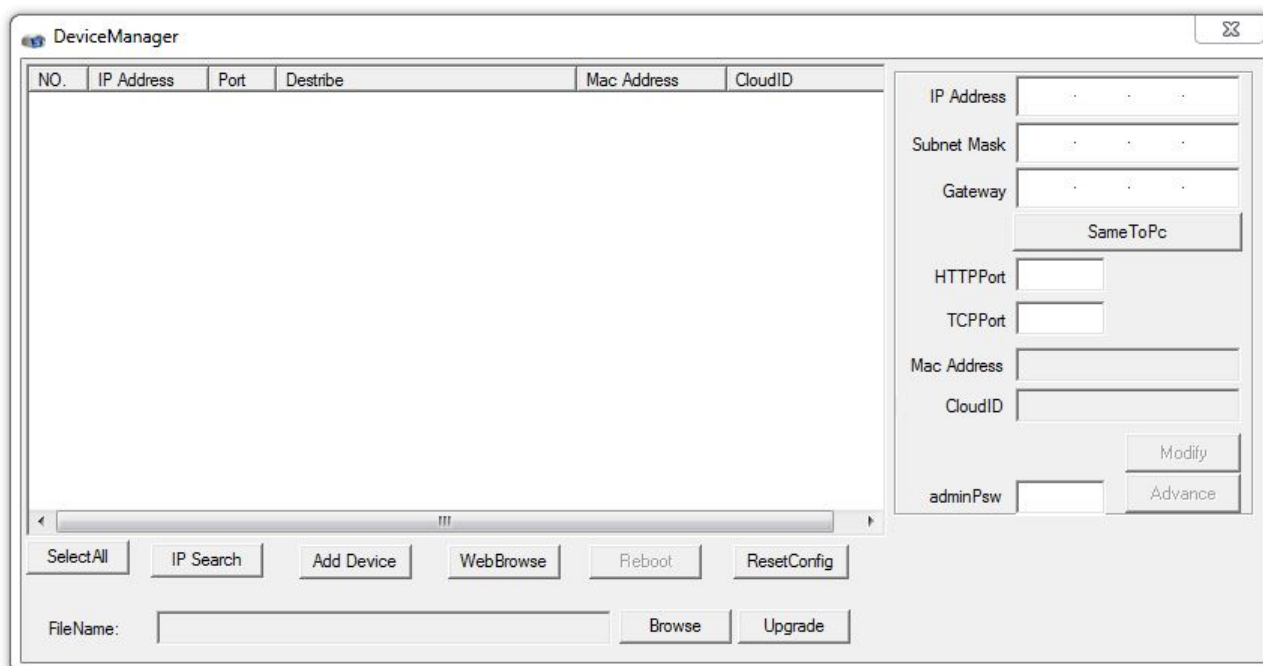 DeviceManager
NO. IP Address Port Destribe Mac Address CloudID
IP Address
Subnet Mask
Gateway
SameToPc
HTTPPort
TCPPort
Mac Address
CloudID
Modify
adminPsw Advance
SelectAll IP Search Add Device WebBrowse Reboot ResetConfig
FileName: Browse Upgrade